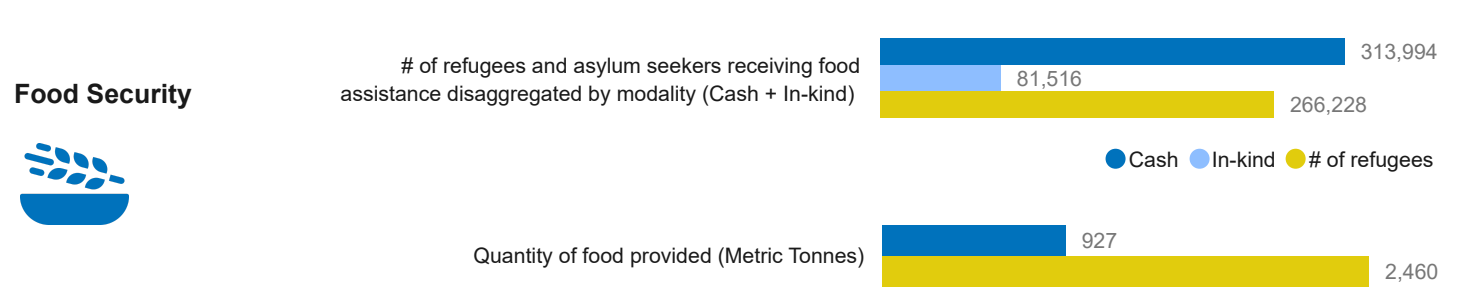 # of refugees and asylum seekers receiving food
assistance disaggregated by modality (Cash + In-kind)
313,994
81,516
266,228
Food Security
Cash In-kind # of refugees
Quantity of food provided (Metric Tonnes)
927
2,460